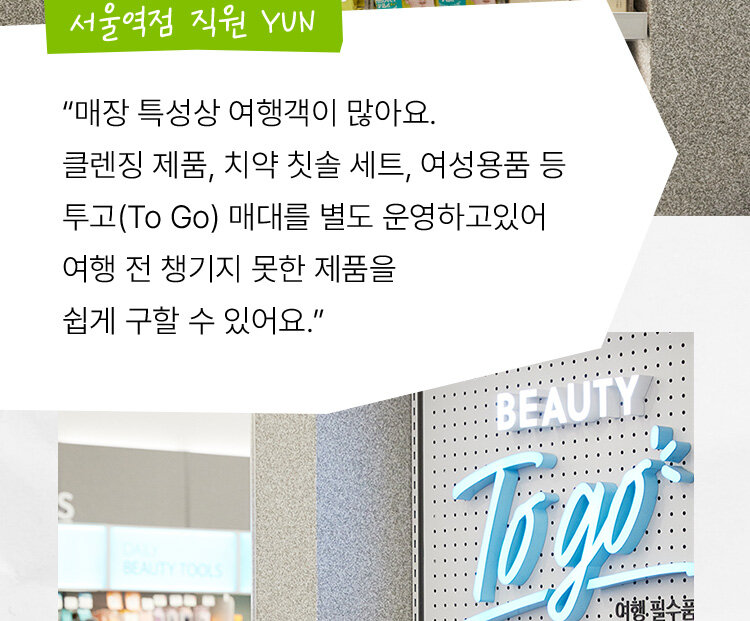 서울역점 직원 YUN
“매장 특성상 여행객이 많아요.
클렌징 제품, 치약 칫솔 세트, 여성용품 등
투고(To Go) 매대를 별도 운영하고있어
여행 전 챙기지 못한 제품을
쉽게 구할 수 있어요.”
BEAUTY
To go
여행 필수품
S
DAILY
BEAUTY TOOLS